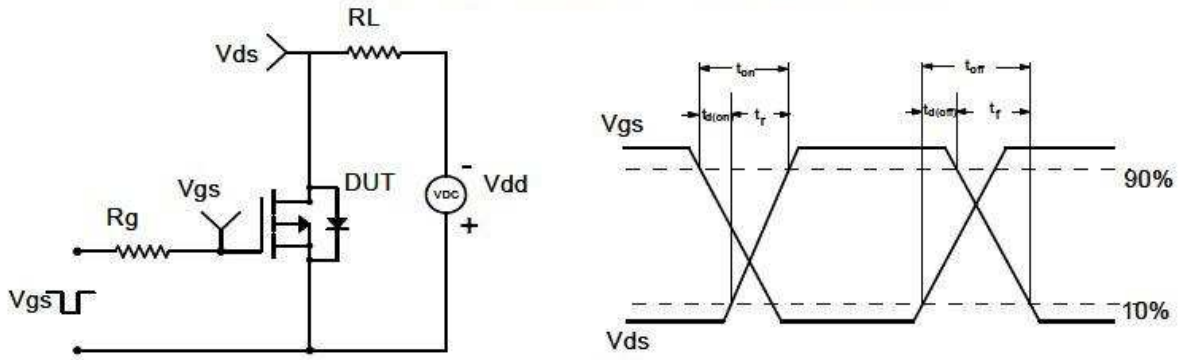 RL
Vds
-
Vgs
DUT
VDC
Vdd
+
Rg
Vgs
ton
toff
td(on)
tr
td(off)
tf
Vgs
90%
10%
Vds